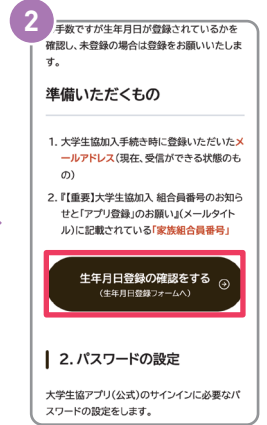 2
手数ですが生年月日が登録されているかを
確認し、未登録の場合は登録をお願いいたしま
す。
準備いただくもの
1. 大学生協加入手続き時に登録いただいたメ
ールアドレス(現在、受信ができる状態のも
の)
2. 『【重要】大学生協加入 組合員番号のお知ら
せと「アプリ登録」のお願い』(メールタイト
ル)に記載されている「家族組合員番号」
生年月日登録の確認をする
(生年月日登録フォームへ)
2. パスワードの設定
大学生協アプリ(公式)のサインインに必要なパ
スワードの設定をします。